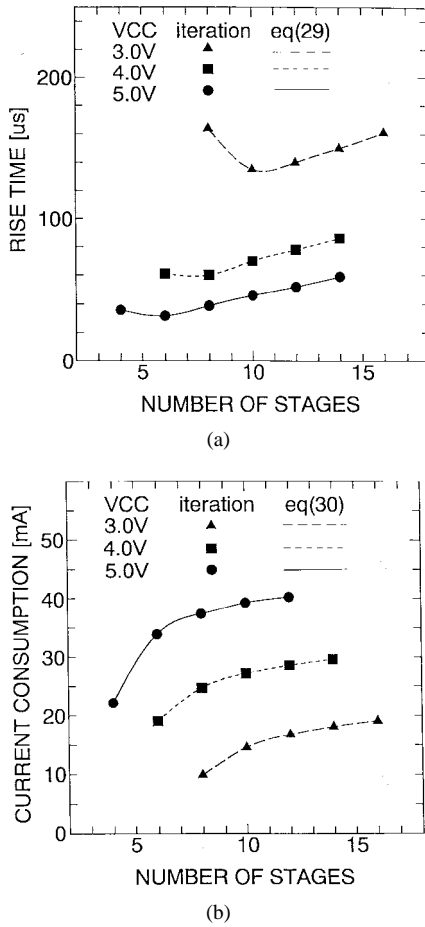 VCC iteration eq(29)
3.0V
4.0V
5.0V
200
100
0
RISE TIME [us]
5 10 15
NUMBER OF STAGES
(a)
VCC iteration eq(30)
3.0V
4.0V
5.0V
50
40
30
20
10
0
CURRENT CONSUMPTION [mA]
5 10 15
NUMBER OF STAGES
(b)